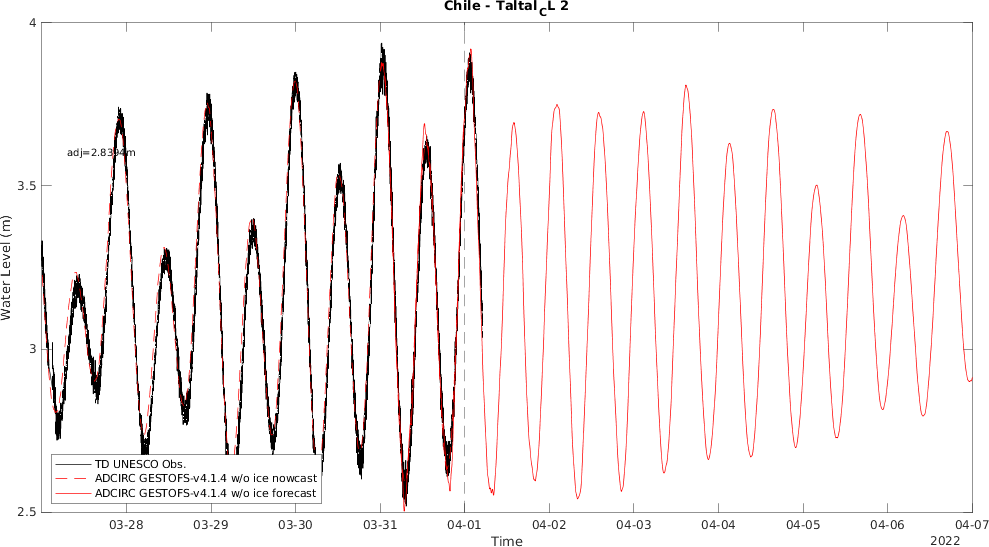 Chile - Taltal_CL 2
4
adj=2.8394m
3.5
Water Level (m)
3
TD UNESCO Obs.
ADCIRC GESTOFS-v4.1.4 w/o ice nowcast
ADCIRC GESTOFS-v4.1.4 w/o ice forecast
2.5
03-28 03-29 03-30 03-31 04-01 04-02 04-03 04-04 04-05 04-06 04-07
Time
2022